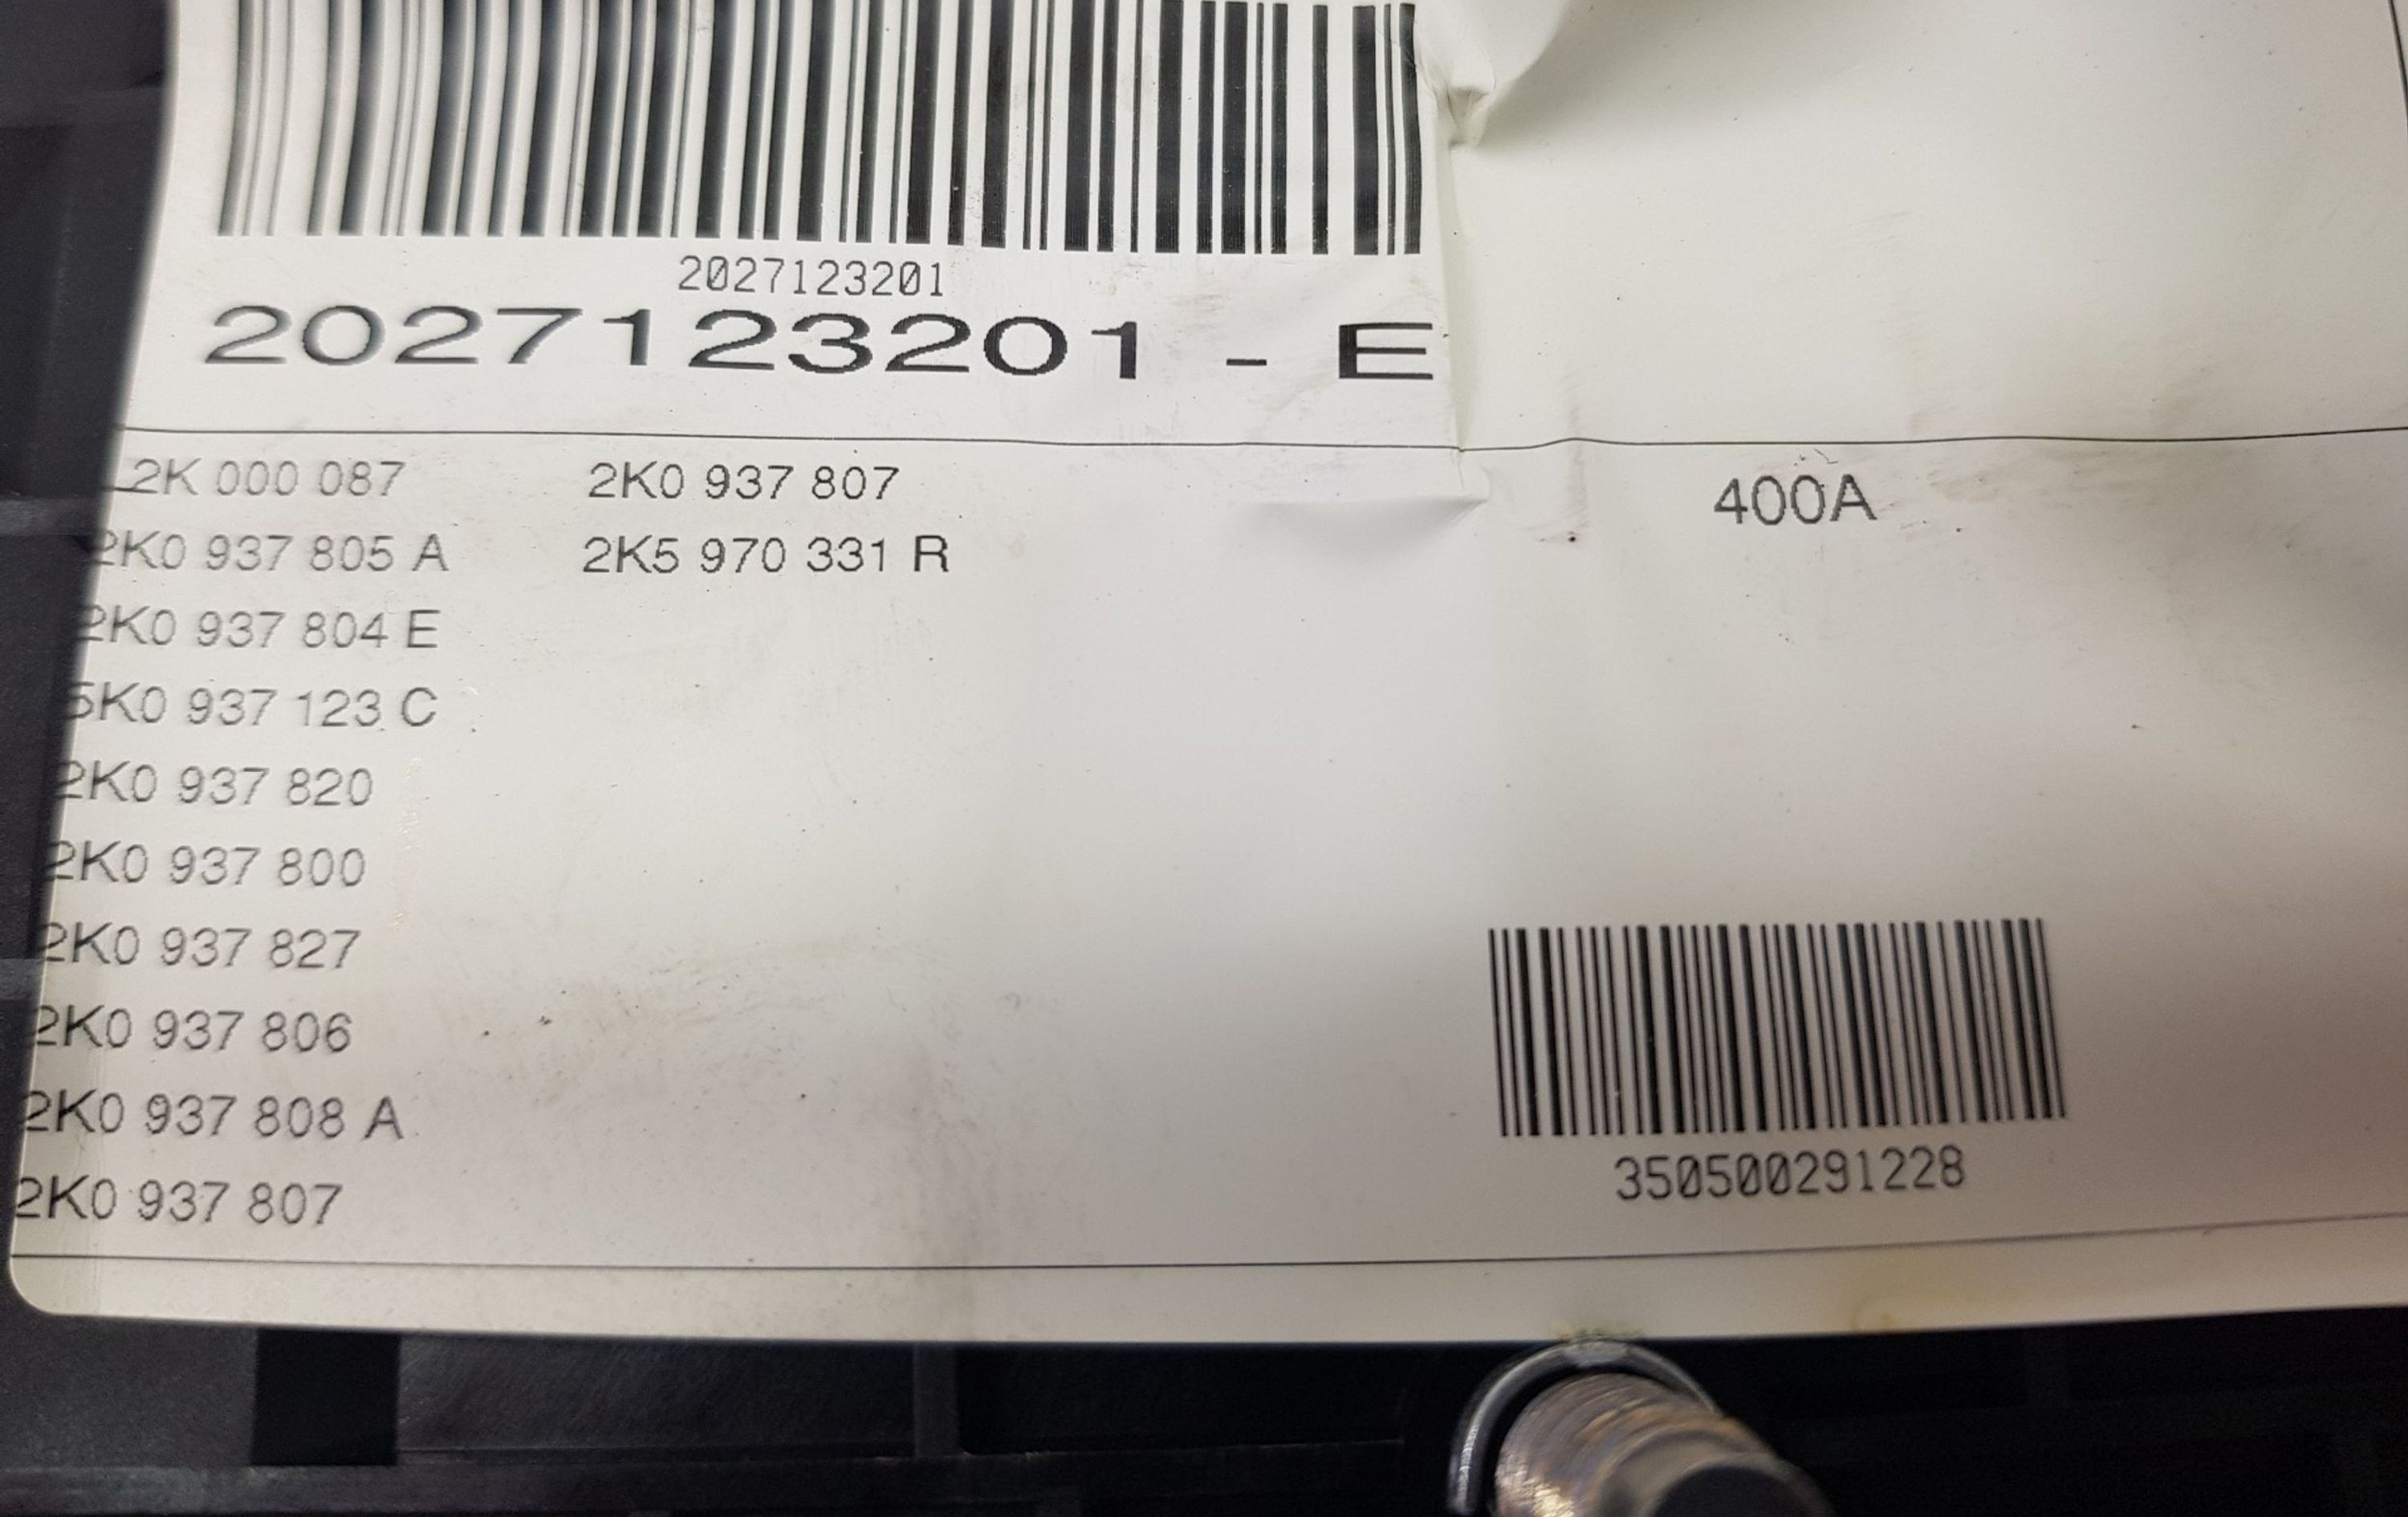 2027123201
2027123201 - E
2K 000 087
2K0 937 805 A
2K0 937 804 E
5K0 937 123 C
2K0 937 820
2K0 937 800
2K0 937 827
2K0 937 806
2K0 937 808 A
2K0 937 807
2K0 937 807
2K5 970 331 R
400A
350500291228